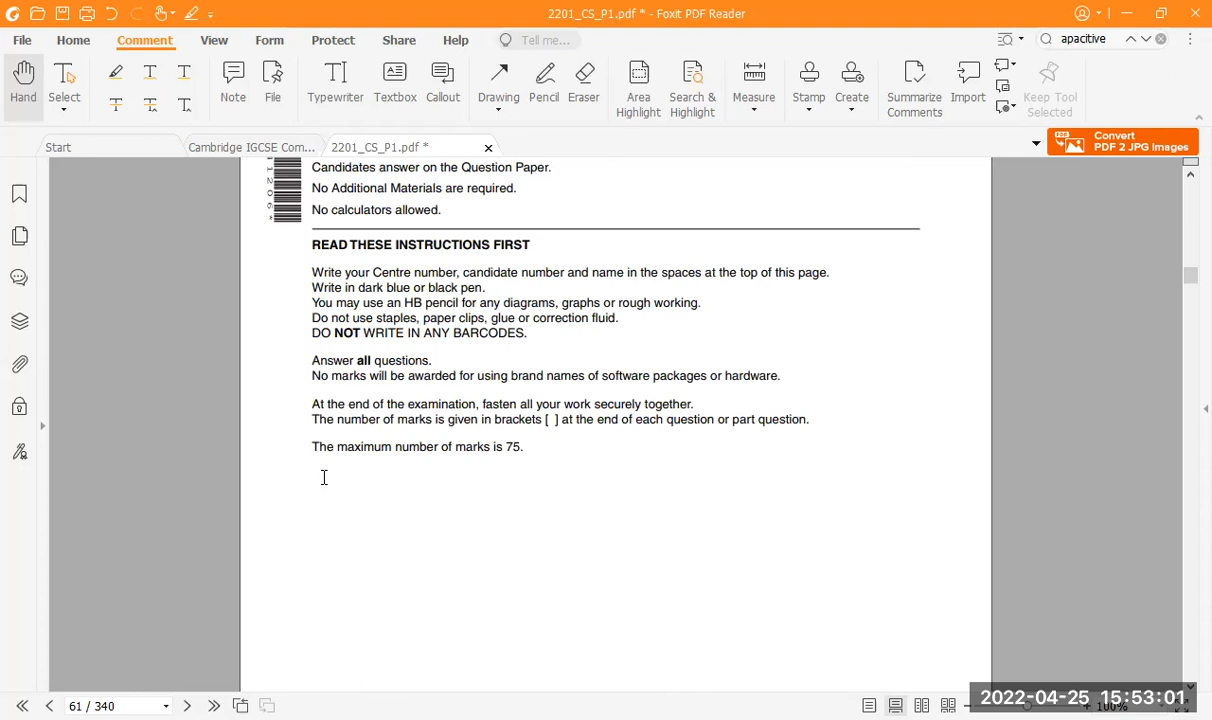 2201_CS_P1.pdf * - Foxit PDF Reader
File Home Comment View Form Protect Share Help Tell me... apacitive
Hand Select Note File Typewriter Textbox Callout Drawing Pencil Eraser Area Highlight Search & Highlight Measure Stamp Create Summarize Comments Import Keep Tool Selected
Start Cambridge IGCSE Com... 2201_CS_P1.pdf * Convert PDF 2 JPG Images
Candidates answer on the Question Paper.
No Additional Materials are required.
No calculators allowed.
READ THESE INSTRUCTIONS FIRST
Write your Centre number, candidate number and name in the spaces at the top of this page.
Write in dark blue or black pen.
You may use an HB pencil for any diagrams, graphs or rough working.
Do not use staples, paper clips, glue or correction fluid.
DO NOT WRITE IN ANY BARCODES.
Answer all questions.
No marks will be awarded for using brand names of software packages or hardware.
At the end of the examination, fasten all your work securely together.
The number of marks is given in brackets [ ] at the end of each question or part question.
The maximum number of marks is 75.
61 / 340
2022-04-25 15:53:01